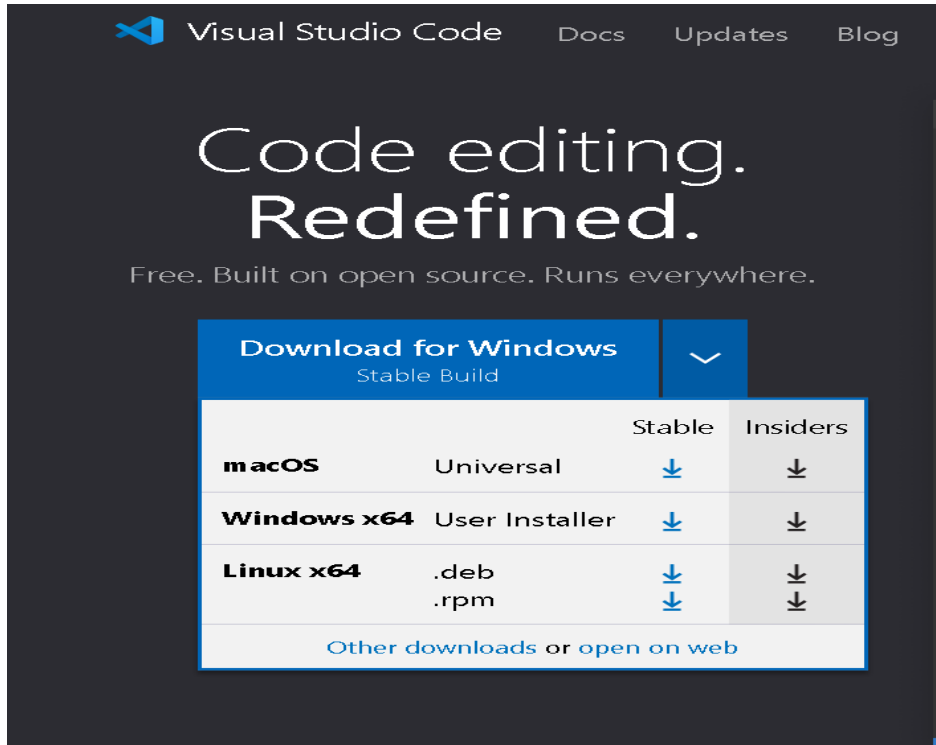 Visual Studio Code Docs Updates Blog
Code editing.
Redefined.
Free. Built on open source. Runs everywhere.
Download for Windows
Stable Build
Stable Insiders
macOS Universal
Windows x64 User Installer
Linux x64 .deb
.rpm
Other downloads or open on web